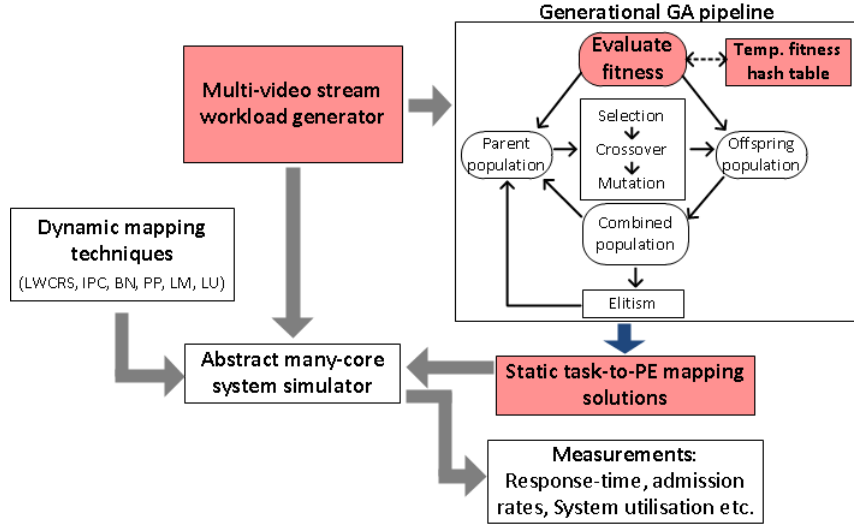 Generational GA pipeline
Evaluate
fitness
Temp. fitness
hash table
Multi-video stream
workload generator
Selection
Crossover
Mutation
Parent
population
Offspring
population
Combined
population
Elitism
Dynamic mapping
techniques
(LWCRS, IPC, BN, PP, LM, LU)
Abstract many-core
system simulator
Static task-to-PE mapping
solutions
Measurements:
Response-time, admission
rates, System utilisation etc.